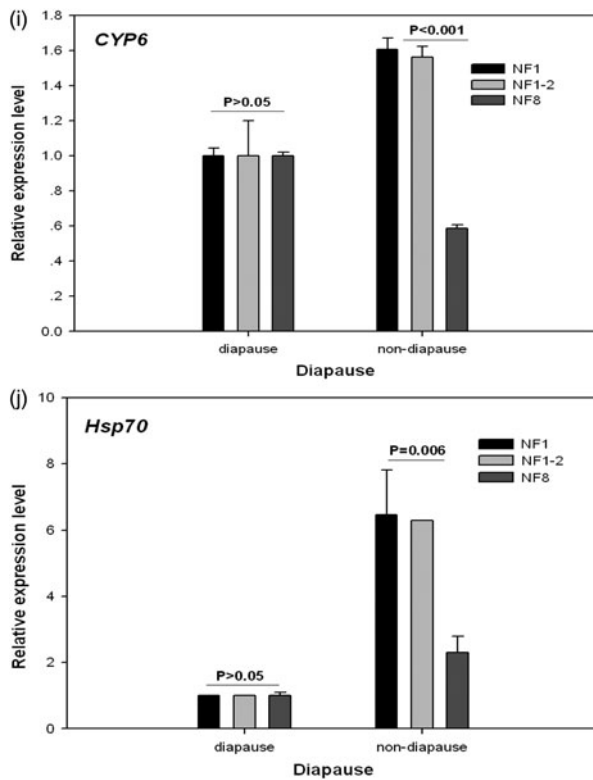 (i)
CYP6
P<0.001
NF1
NF1-2
NF8
P>0.05
Relative expression level
1.8
1.6
1.4
1.2
1.0
.8
.6
.4
.2
0.0
diapause non-diapause
Diapause
(j)
Hsp70
NF1
NF1-2
NF8
P=0.006
P>0.05
Relative expression level
10
8
6
4
2
0
diapause non-diapause
Diapause